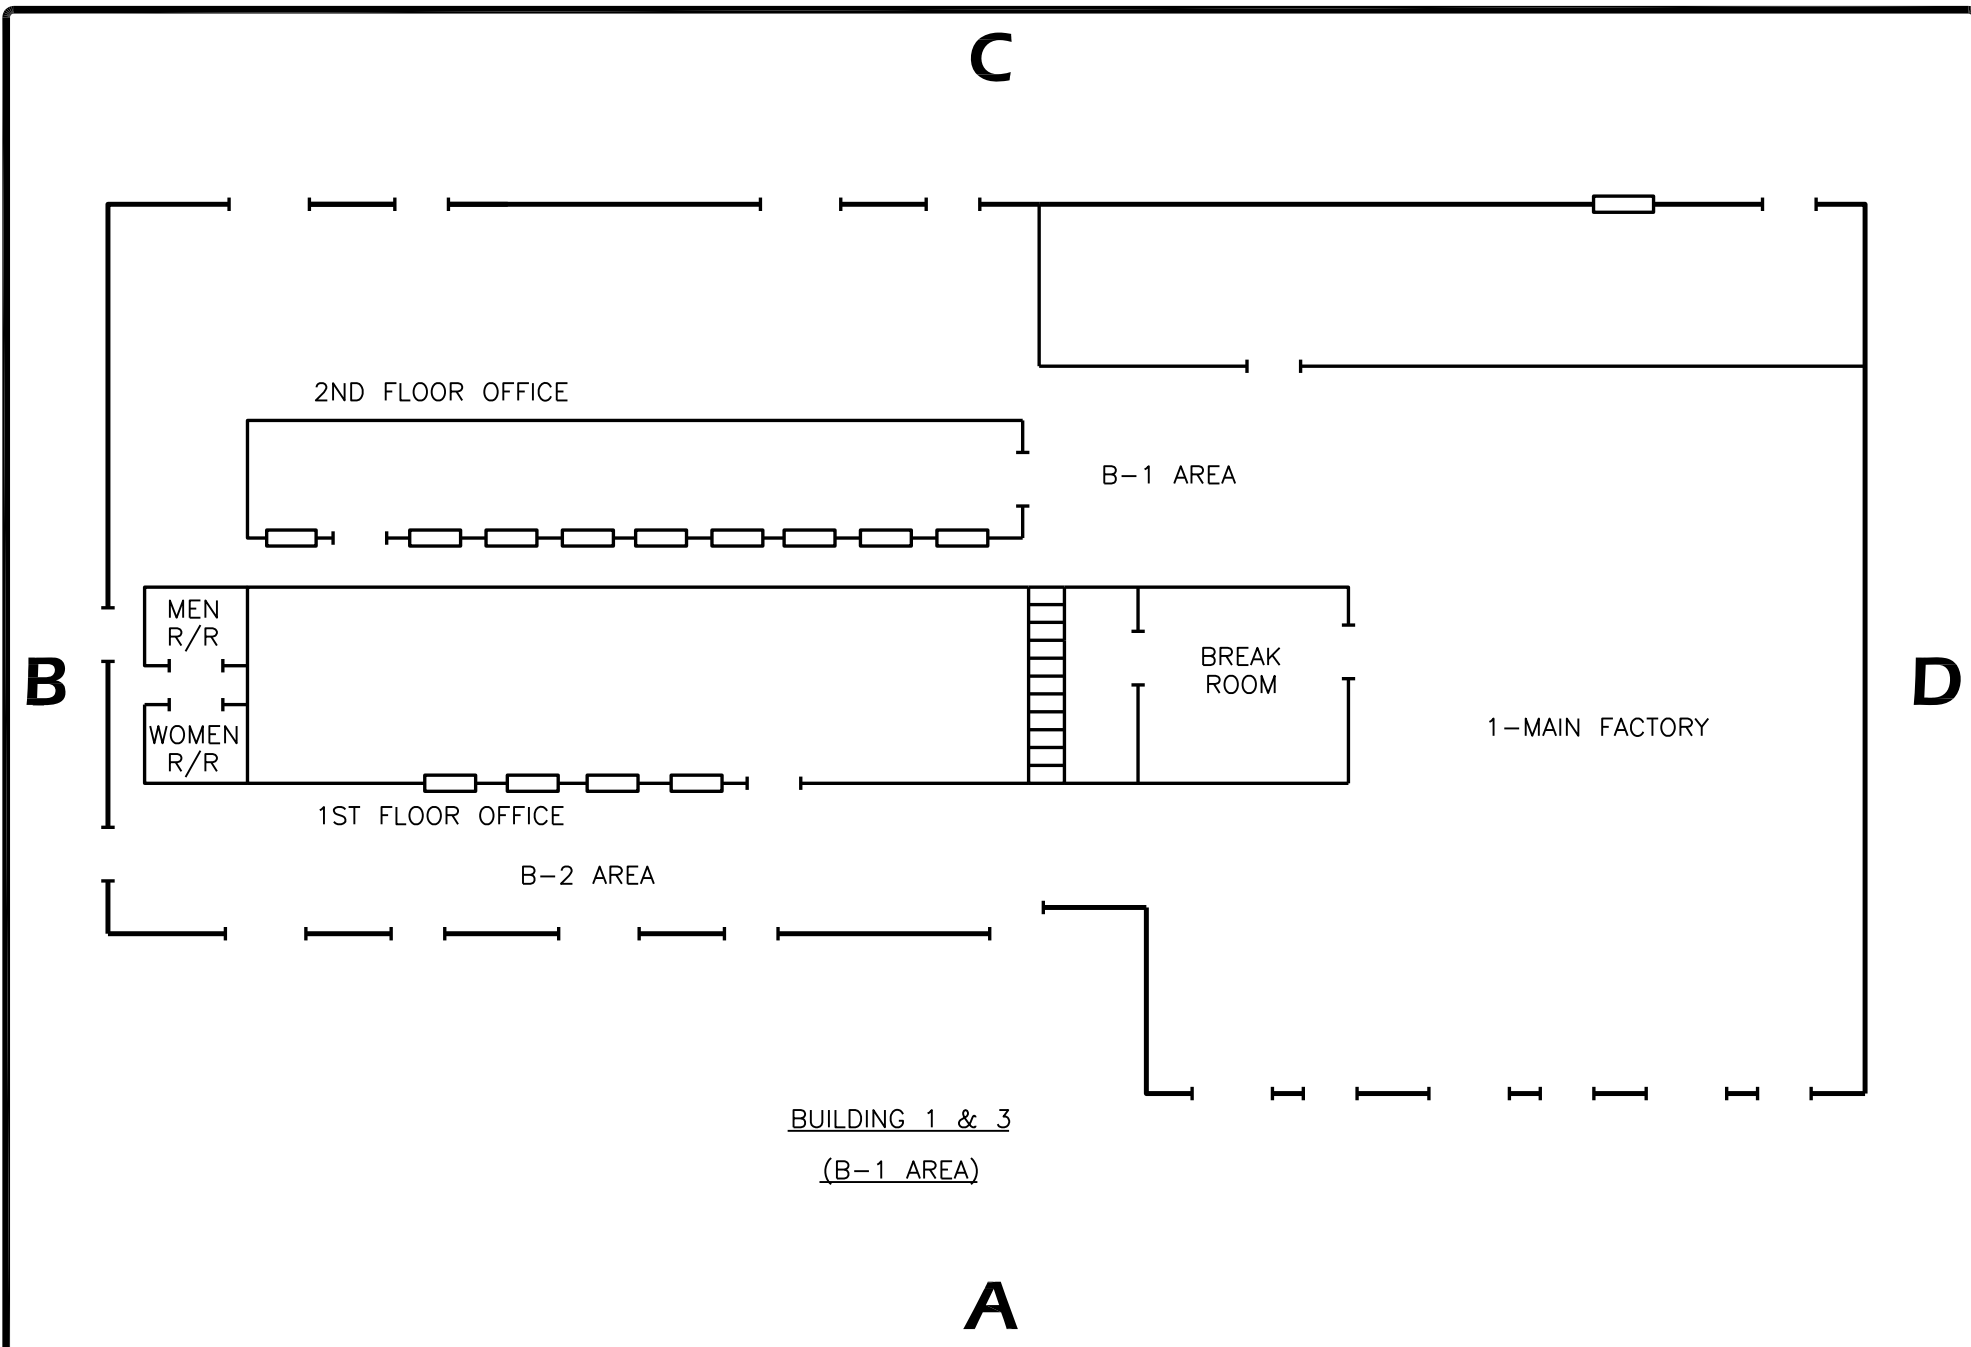 C
2ND FLOOR OFFICE
B-1 AREA
MEN
R/R
BREAK
ROOM
B
D
1-MAIN FACTORY
WOMEN
R/R
1ST FLOOR OFFICE
B-2 AREA
BUILDING 1 & 3
(B-1 AREA)
A